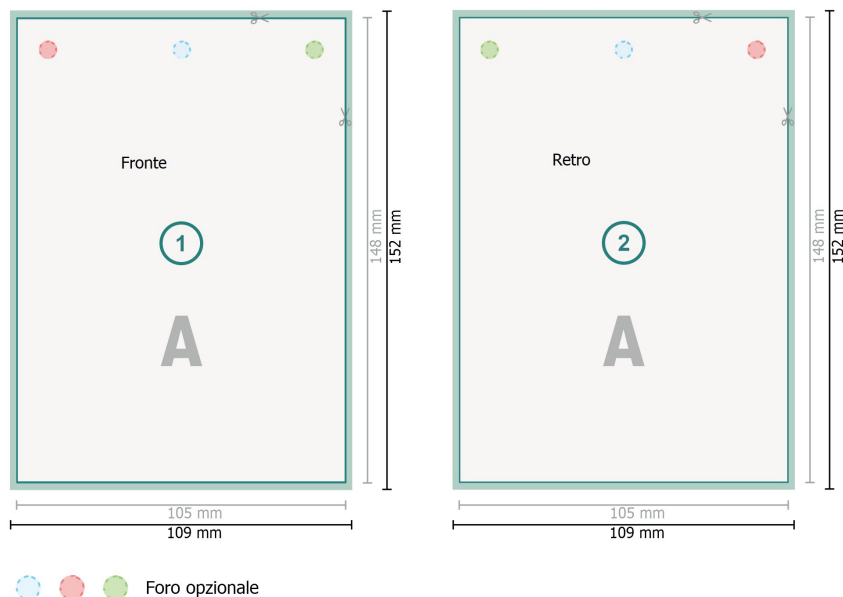 Fronte
1
A
148 mm
152 mm
105 mm
109 mm
Retro
2
A
148 mm
152 mm
105 mm
109 mm
Foro opzionale